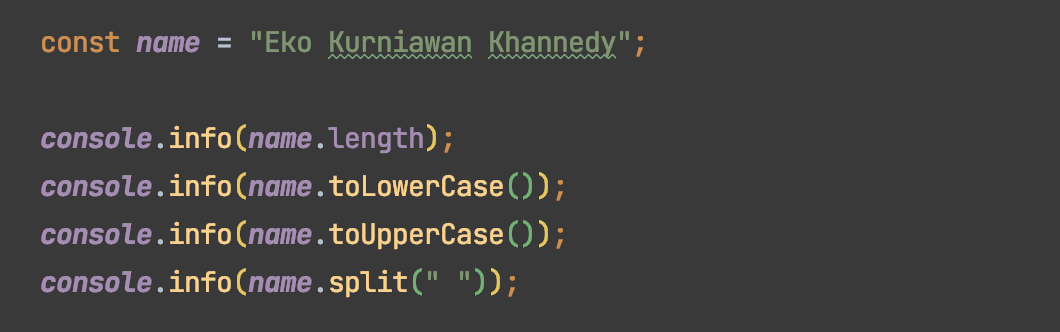 const name = "Eko Kurniawan Khannedy";
console.info(name.length);
console.info(name.toLowerCase());
console.info(name.toUpperCase());
console.info(name.split(" "));